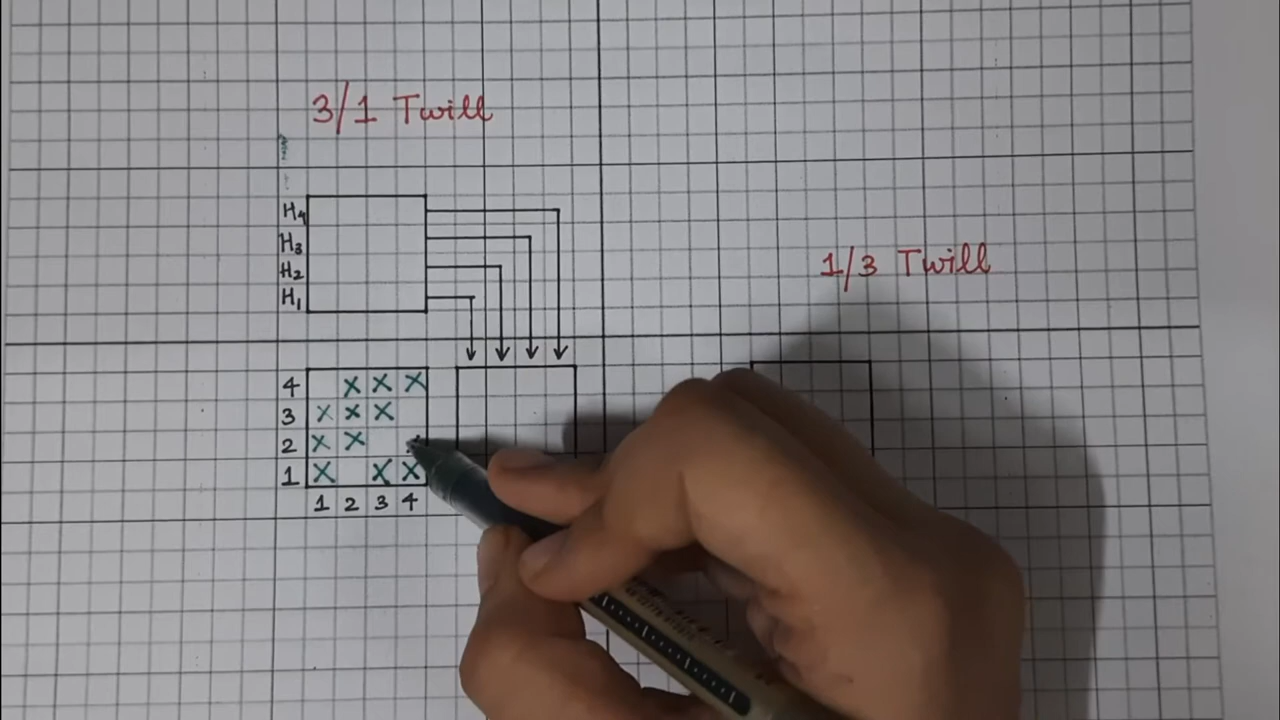 3/1 Twill
H4
H3
H2
H1
1/3 Twill
4 X X X
3 X X X
2 X X
1 X X X
1 2 3 4